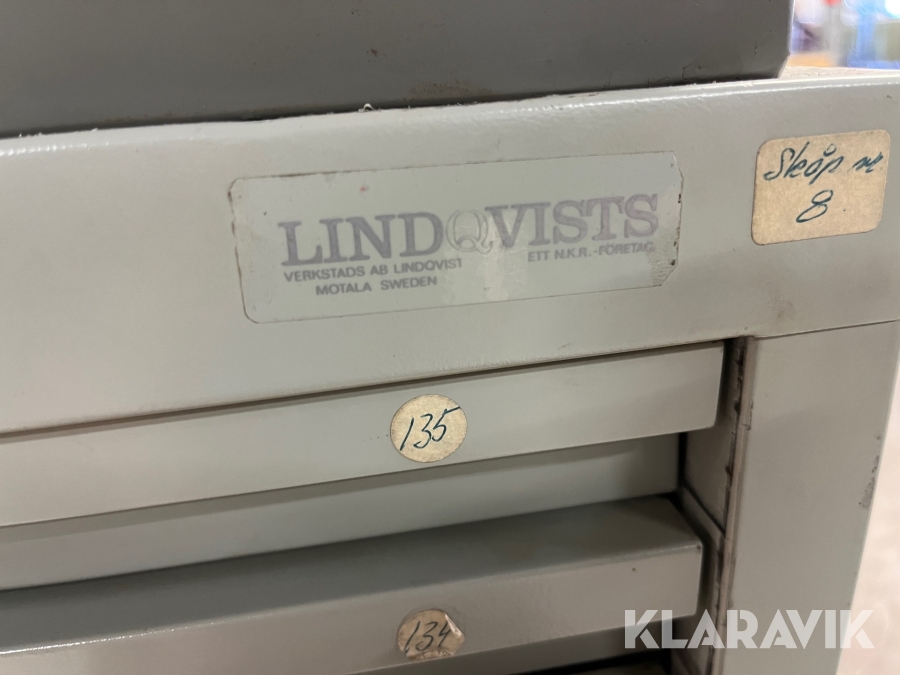 LINDQVISTS
VERKSTADS AB LINDQVIST
MOTALA SWEDEN
ETT N.K.R.-FÖRETAG
Skåp nr
8
135
134
KLARAVIK